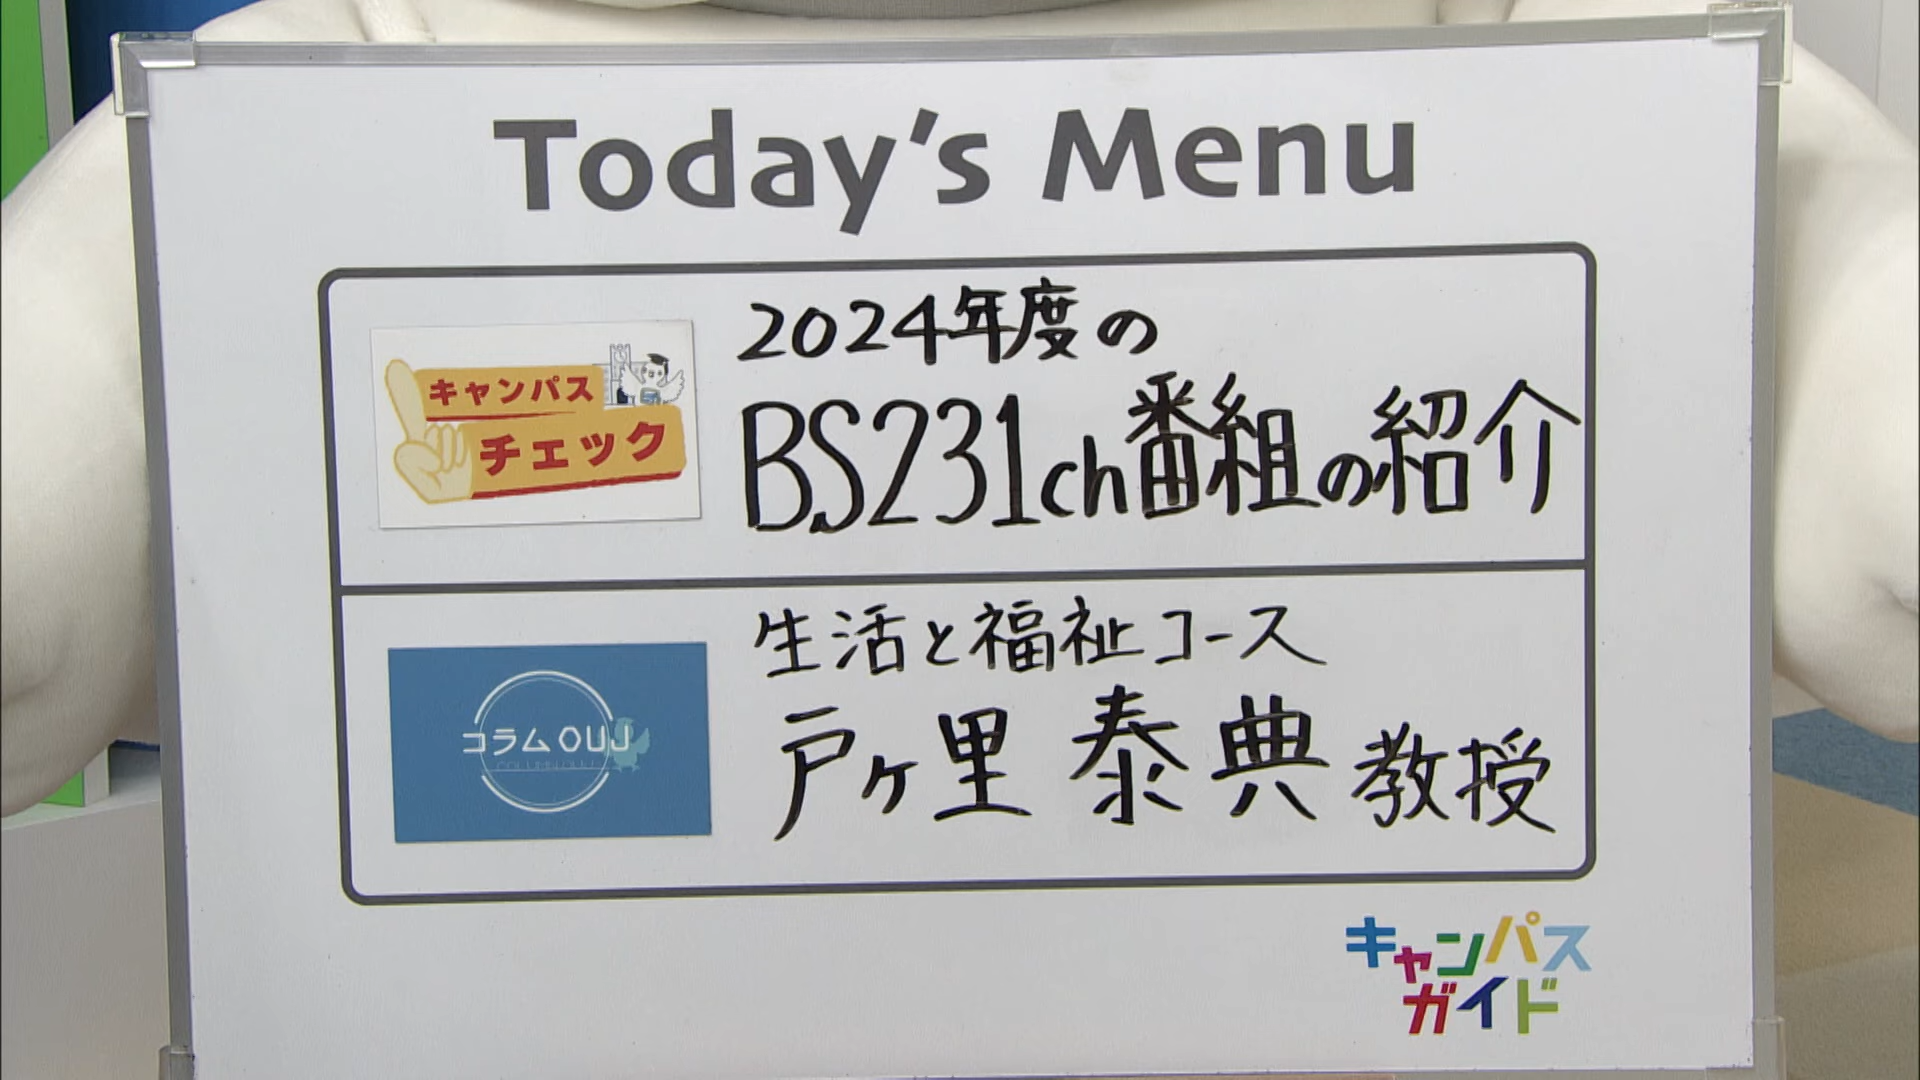 Today's Menu
キャンパス
チェック
2024年度の
BS231ch番組の紹介
コラムOUJ
生活と福祉コース
戸ヶ里 泰典 教授
キャンパス
ガイド